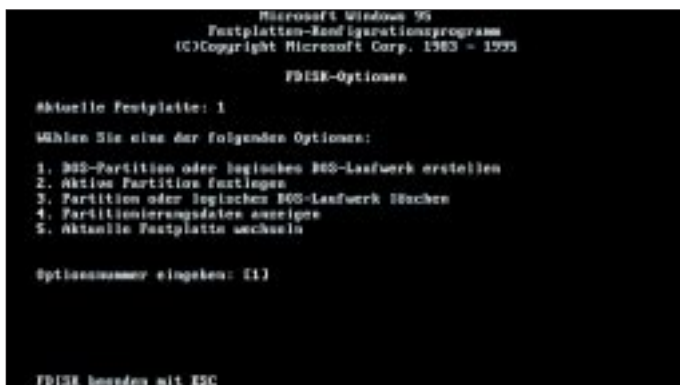 Microsoft Windows 95
Festplatten-Konfigurationsprogramm
(C)Copyright Microsoft Corp. 1983 - 1995
FDISK-Optionen
Aktuelle Festplatte: 1
Wählen Sie eine der folgenden Optionen:
1. DOS-Partition oder logisches DOS-Laufwerk erstellen
2. Aktive Partition festlegen
3. Partition oder logisches DOS-Laufwerk löschen
4. Partitionierungsdaten anzeigen
5. Aktuelle Festplatte wechseln
Optionsnummer eingeben: [1]
FDISK beenden mit ESC